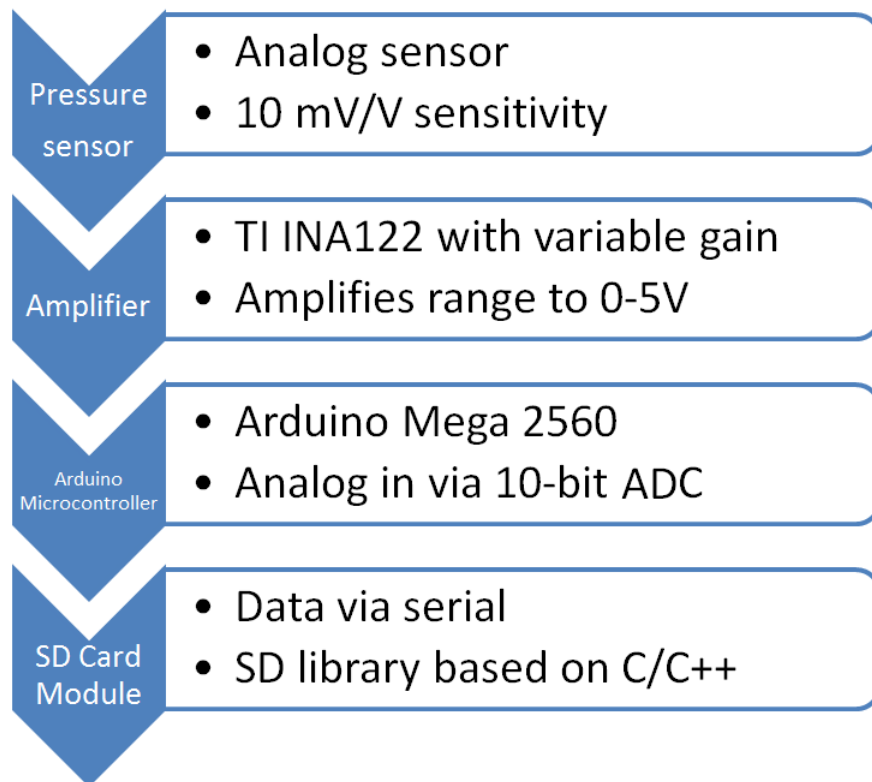 Pressure
sensor
• Analog sensor
• 10 mV/V sensitivity
Amplifier
• TI INA122 with variable gain
• Amplifies range to 0-5V
Arduino
Microcontroller
• Arduino Mega 2560
• Analog in via 10-bit ADC
SD Card
Module
• Data via serial
• SD library based on C/C++